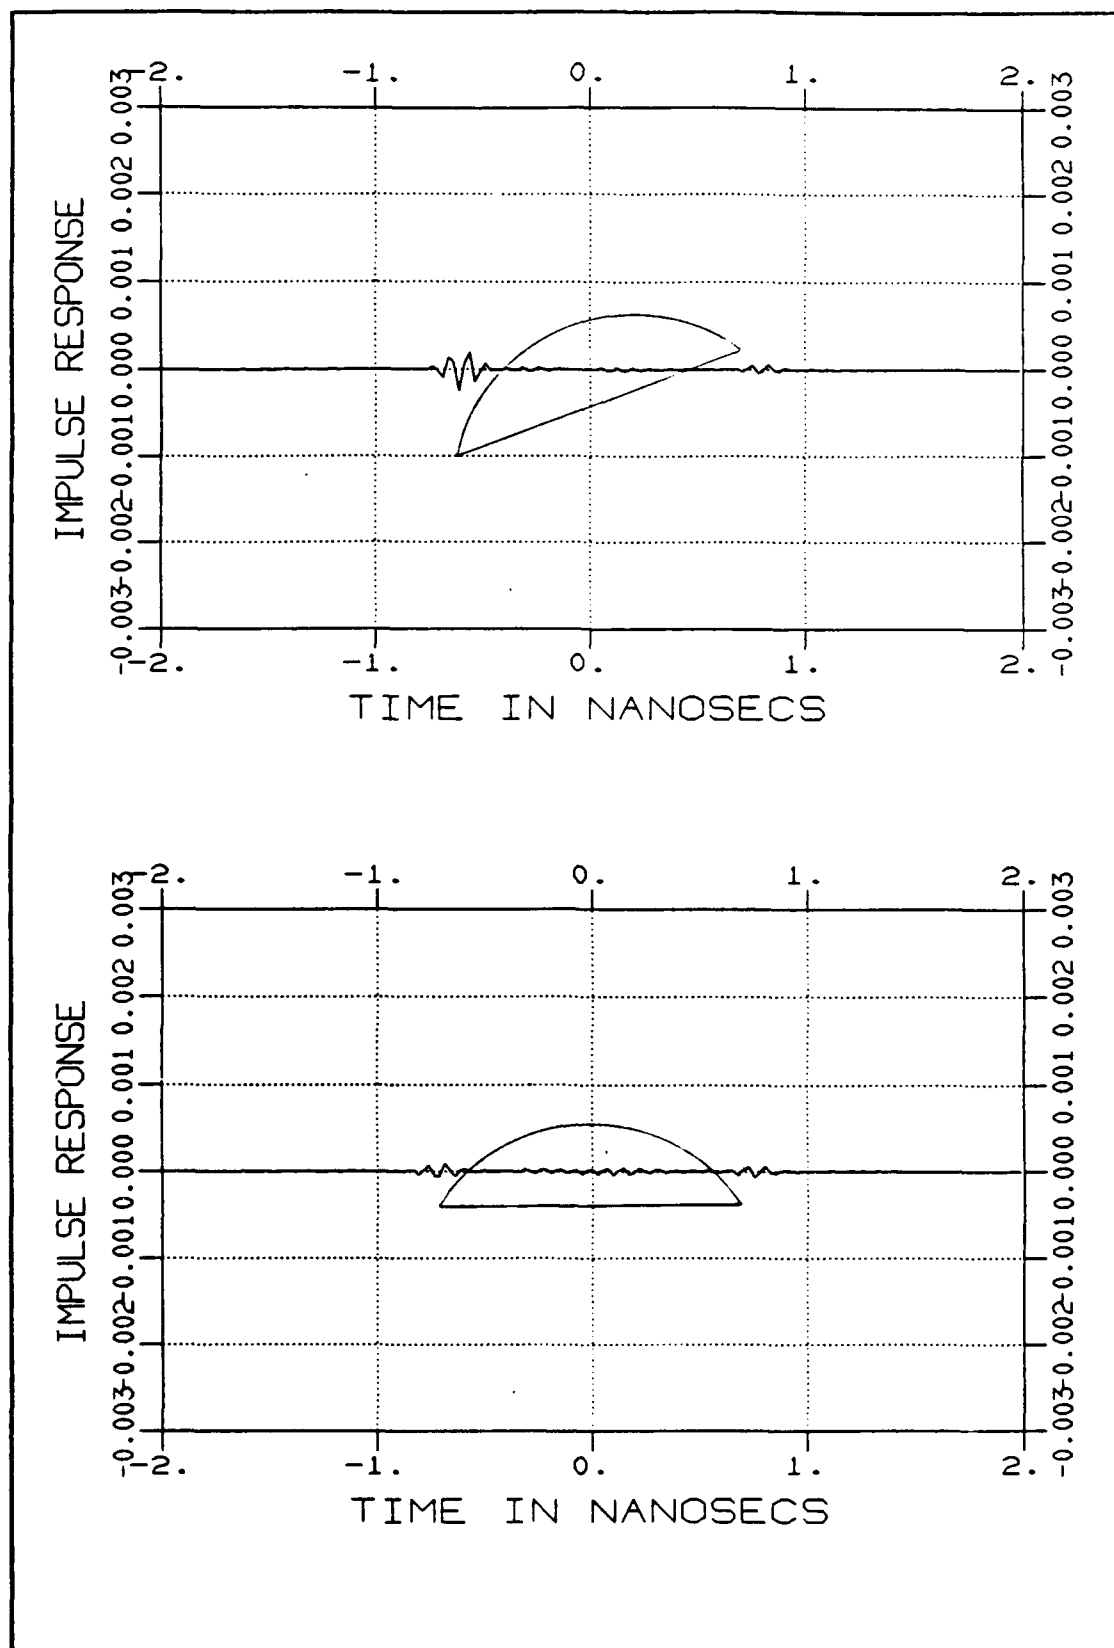 -2. -1. 0. 1. 2.
0.003 0.003
0.002 0.002
0.001 0.001
0.000 0.000
-0.001 -0.001
-0.002 -0.002
-0.003 -0.003
IMPULSE RESPONSE
-2. -1. 0. 1. 2.
TIME IN NANOSECS
-2. -1. 0. 1. 2.
0.003 0.003
0.002 0.002
0.001 0.001
0.000 0.000
-0.001 -0.001
-0.002 -0.002
-0.003 -0.003
IMPULSE RESPONSE
-2. -1. 0. 1. 2.
TIME IN NANOSECS